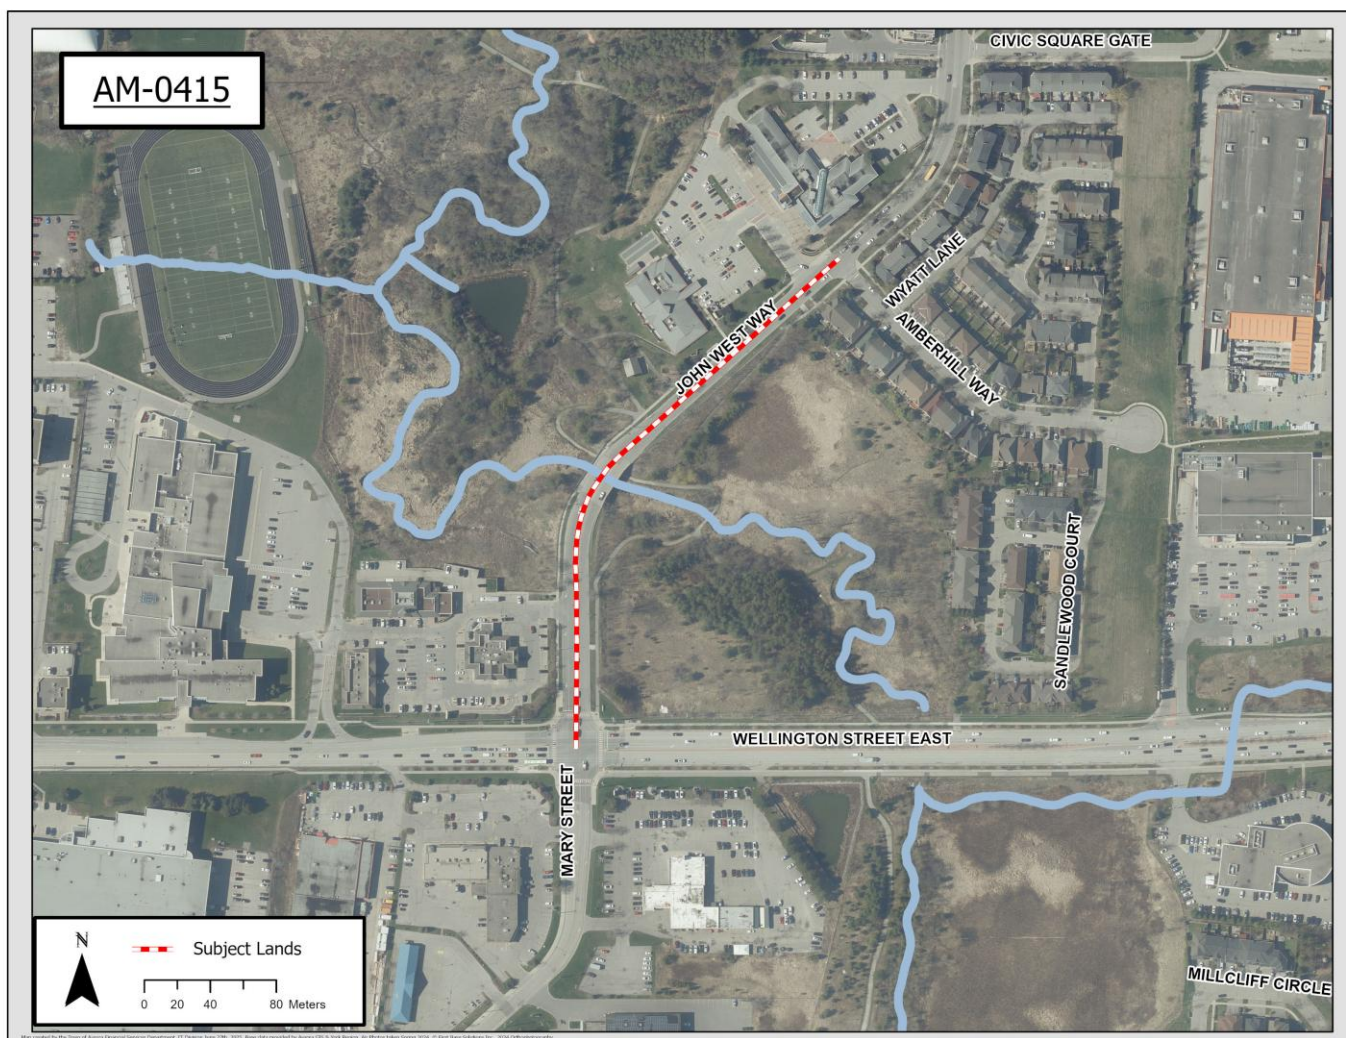 AM-0415
CIVIC SQUARE GATE
WYATT LANE
JOHN WEST WAY
AMBERHILL WAY
SANDLEWOOD COURT
WELLINGTON STREET EAST
MARY STREET
MILLCLIFF CIRCLE
N
Subject Lands
0 20 40 80 Meters